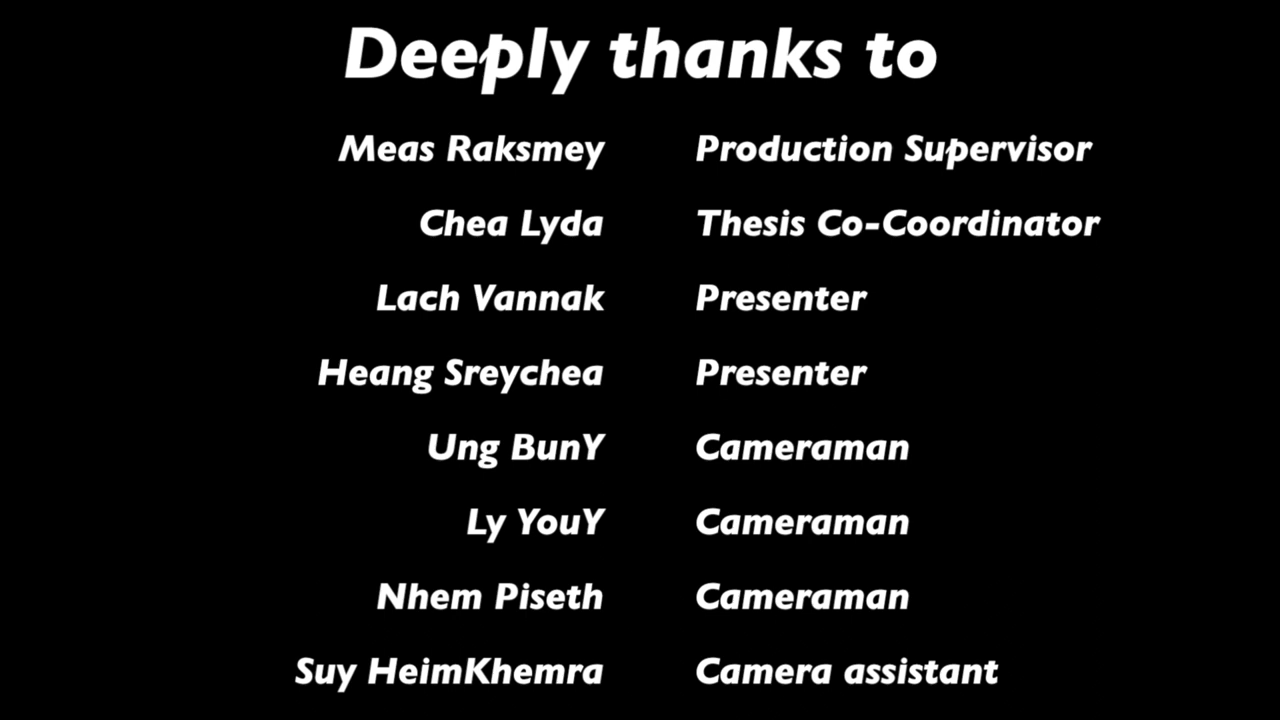 Deeply thanks to
Meas Raksmey Production Supervisor
Chea Lyda Thesis Co-Coordinator
Lach Vannak Presenter
Heang Sreychea Presenter
Ung BunY Cameraman
Ly YouY Cameraman
Nhem Piseth Cameraman
Suy HeimKhemra Camera assistant